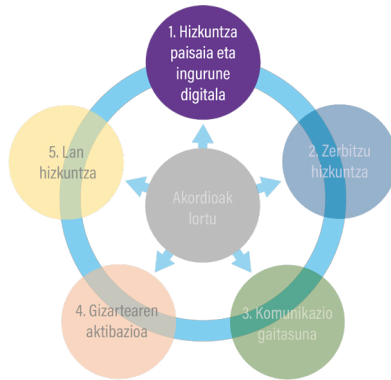 1. Hizkuntza
paisaia eta
ingurune
digitala
2. Zerbitzu
hizkuntza
3. Komunikazio
gaitasuna
4. Gizartearen
aktibazioa
5. Lan
hizkuntza
Akordioak
lortu